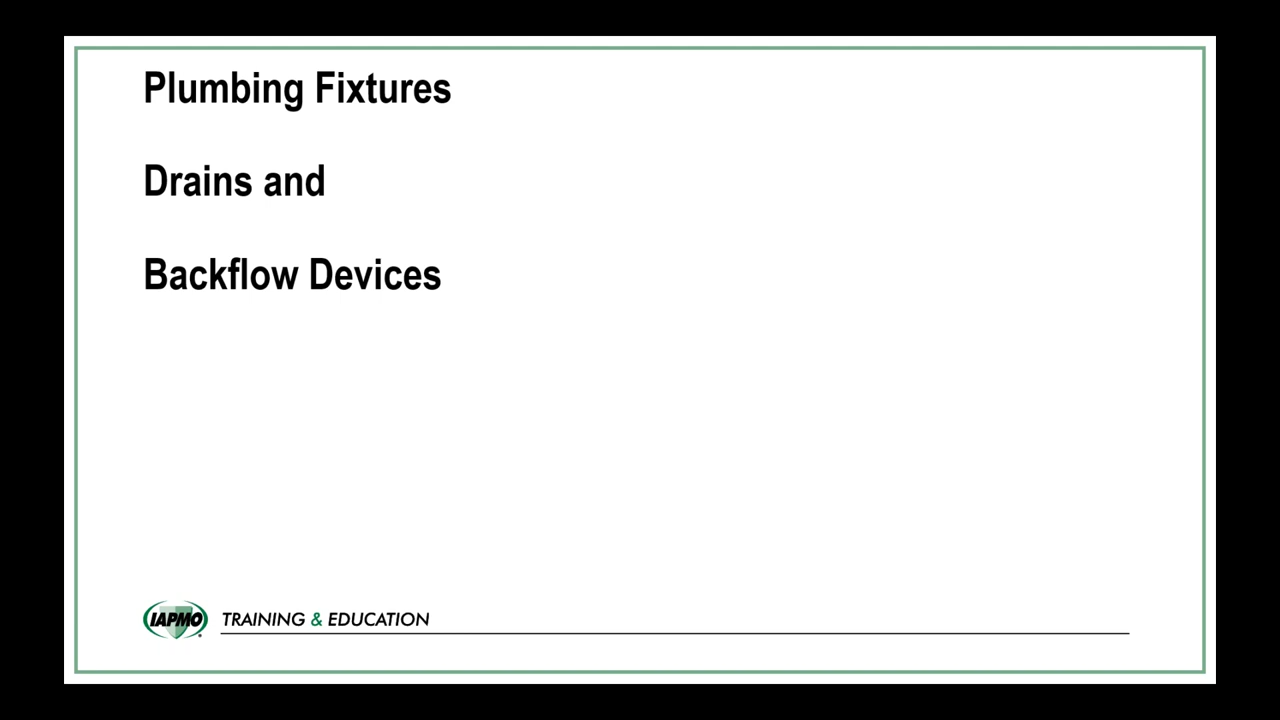 Plumbing Fixtures
Drains and
Backflow Devices
IAPMO TRAINING & EDUCATION